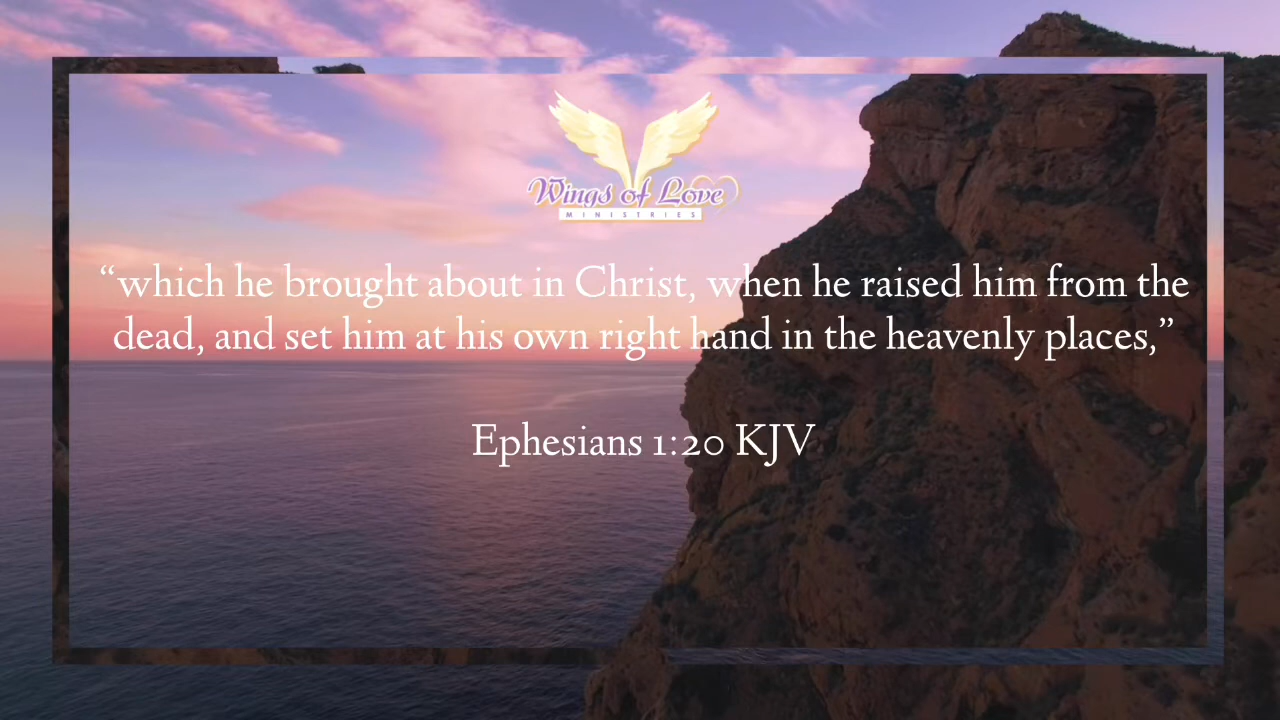 Wings of Love
MINISTRIES
“which he brought about in Christ, when he raised him from the
dead, and set him at his own right hand in the heavenly places,”
Ephesians 1:20 KJV